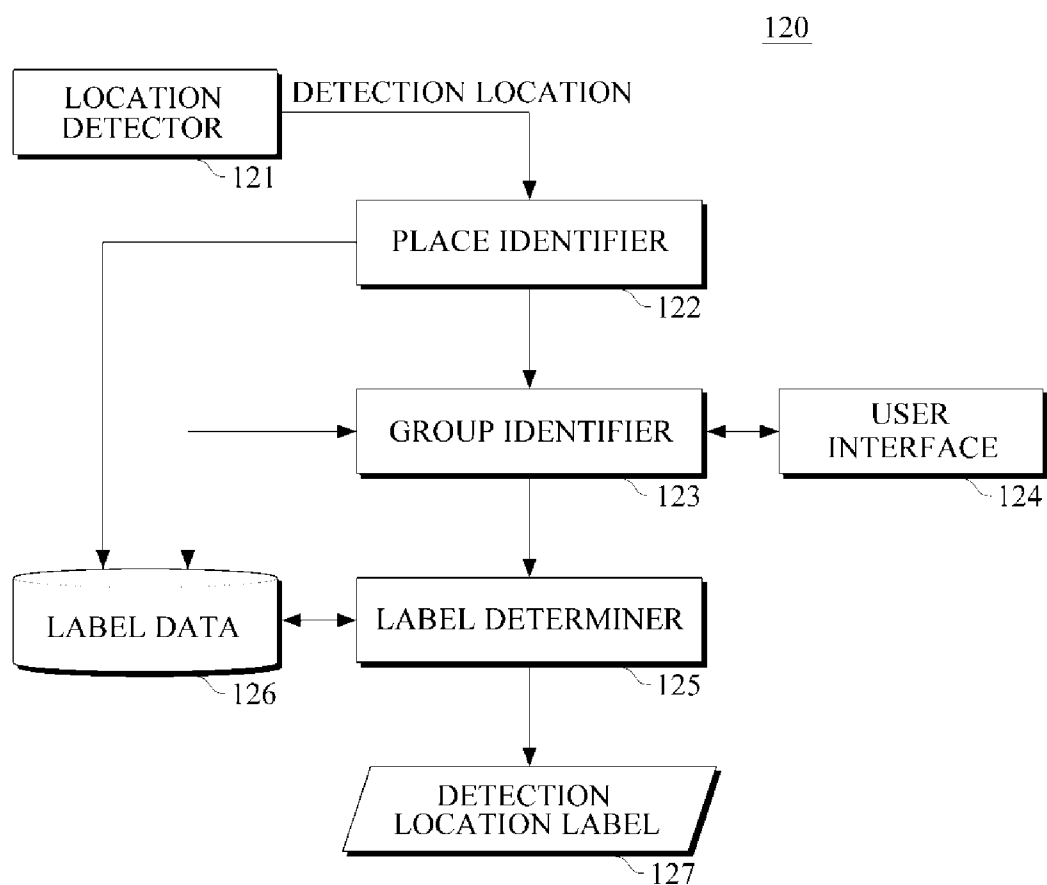 120
LOCATION
DETECTOR
DETECTION LOCATION
121
PLACE IDENTIFIER
122
GROUP IDENTIFIER
123
USER
INTERFACE
124
LABEL DATA
126
LABEL DETERMINER
125
DETECTION
LOCATION LABEL
127